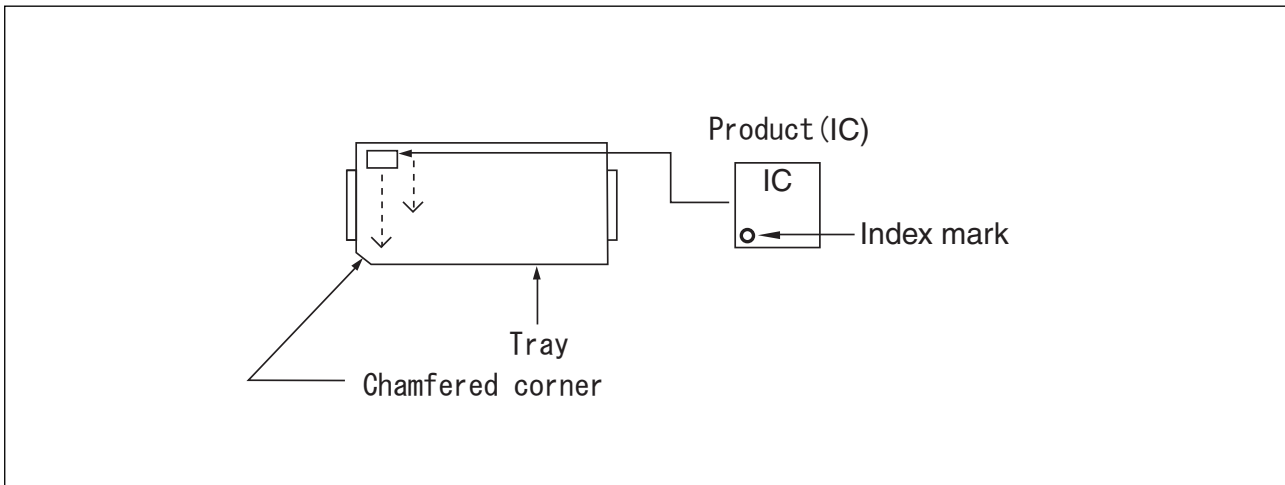 Product(IC)
IC
Index mark
Tray
Chamfered corner